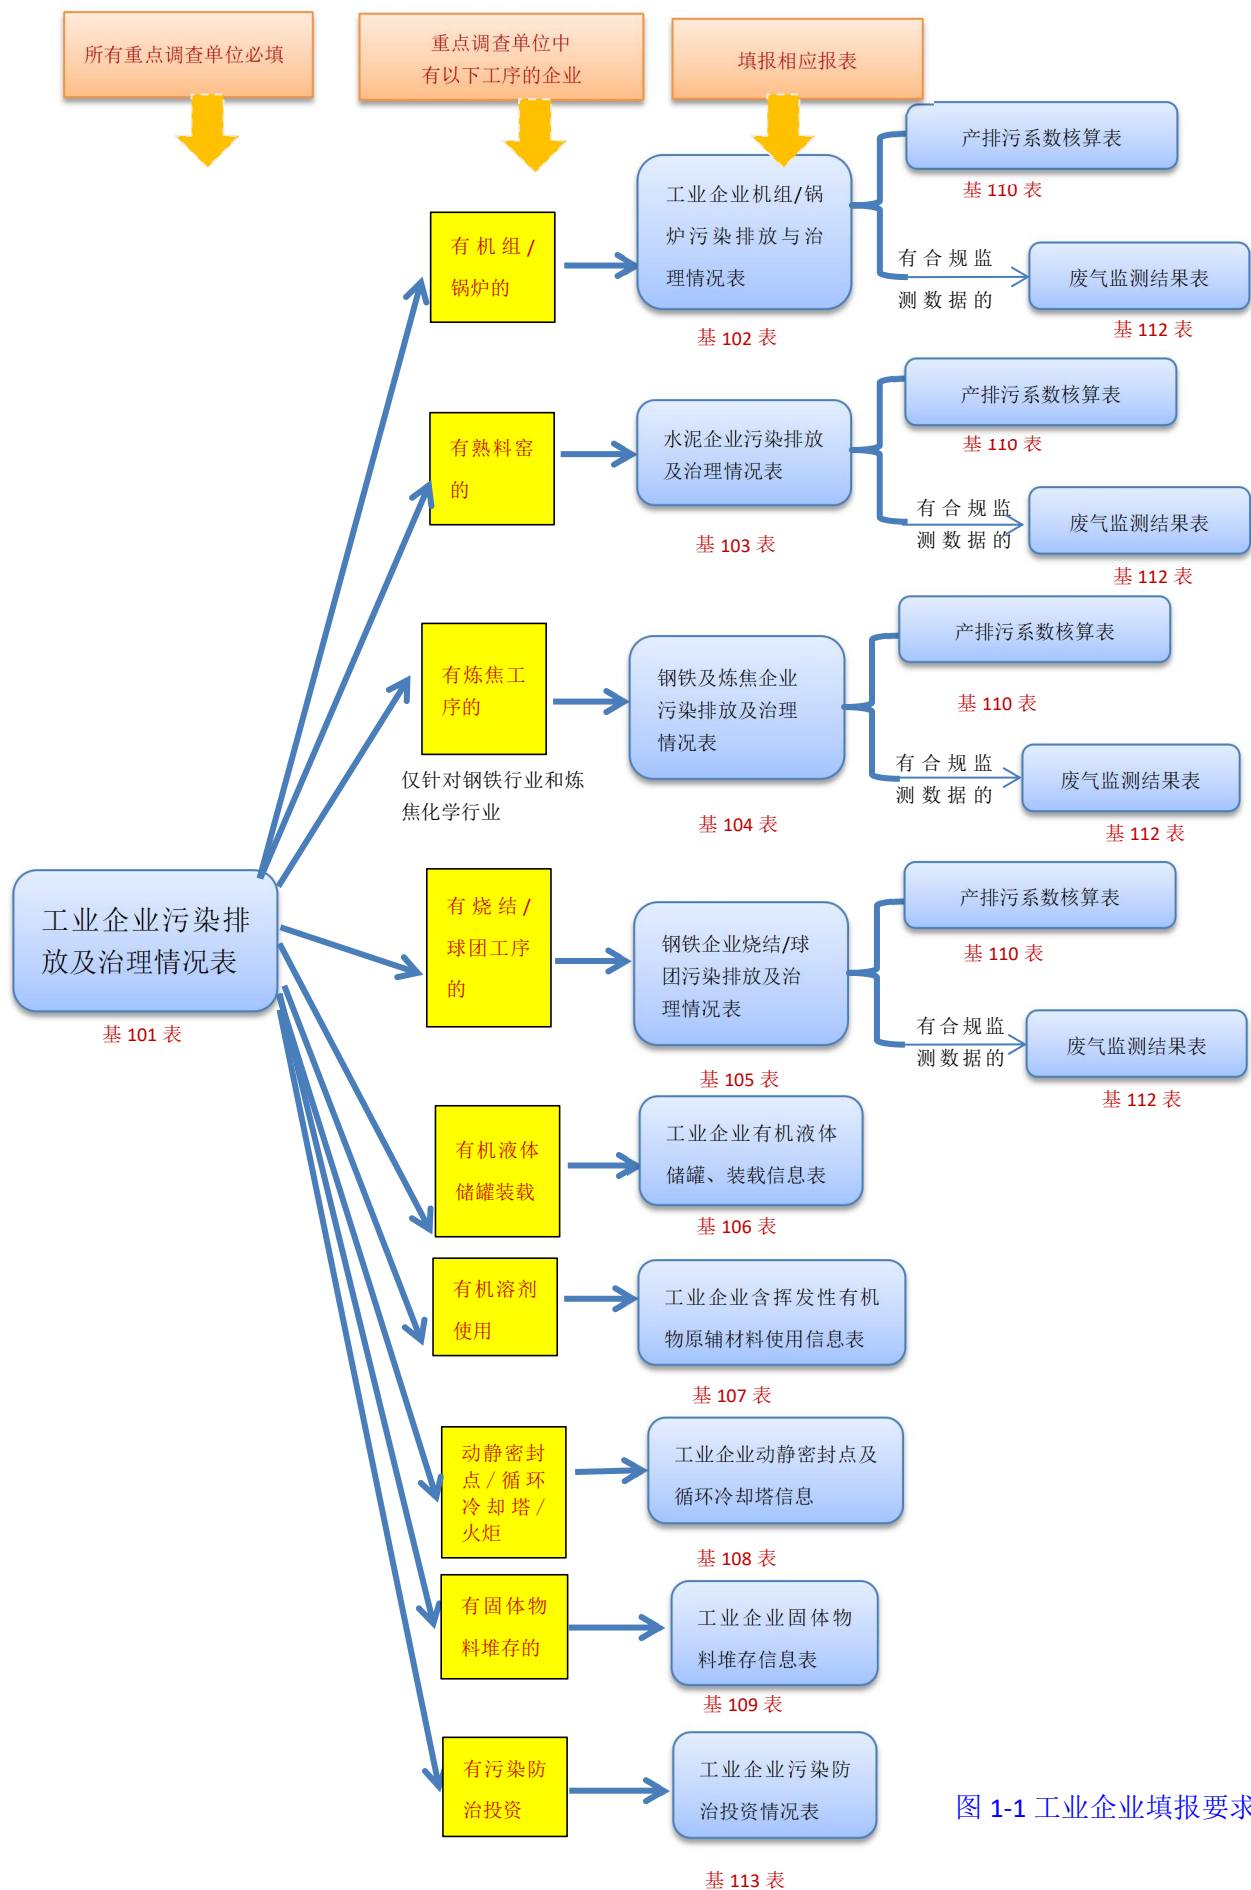 所有重点调查单位必填
重点调查单位中
有以下工序的企业
填报相应报表
产排污系数核算表
基 110 表
有机组/
锅炉的
工业企业机组/锅
炉污染排放与治
理情况表
基 102 表
有合规监
测数据的
废气监测结果表
基 112 表
产排污系数核算表
基 110 表
有熟料窑
的
水泥企业污染排放
及治理情况表
基 103 表
有合规监
测数据的
废气监测结果表
基 112 表
产排污系数核算表
基 110 表
有炼焦工
序的
仅针对钢铁行业和炼
焦化学行业
钢铁及炼焦企业
污染排放及治理
情况表
基 104 表
有合规监
测数据的
废气监测结果表
基 112 表
工业企业污染排
放及治理情况表
基 101 表
产排污系数核算表
基 110 表
有烧结/
球团工序
的
钢铁企业烧结/球
团污染排放及治
理情况表
基 105 表
有合规监
测数据的
废气监测结果表
基 112 表
有机液体
储罐装载
工业企业有机液体
储罐、装载信息表
基 106 表
有机溶剂
使用
工业企业含挥发性有机
物原辅材料使用信息表
基 107 表
动静密封
点/循环
冷却塔/
火炬
工业企业动静密封点及
循环冷却塔信息
基 108 表
有固体物
料堆存的
工业企业固体物
料堆存信息表
基 109 表
有污染防
治投资
工业企业污染防
治投资情况表
基 113 表
图 1-1 工业企业填报要求